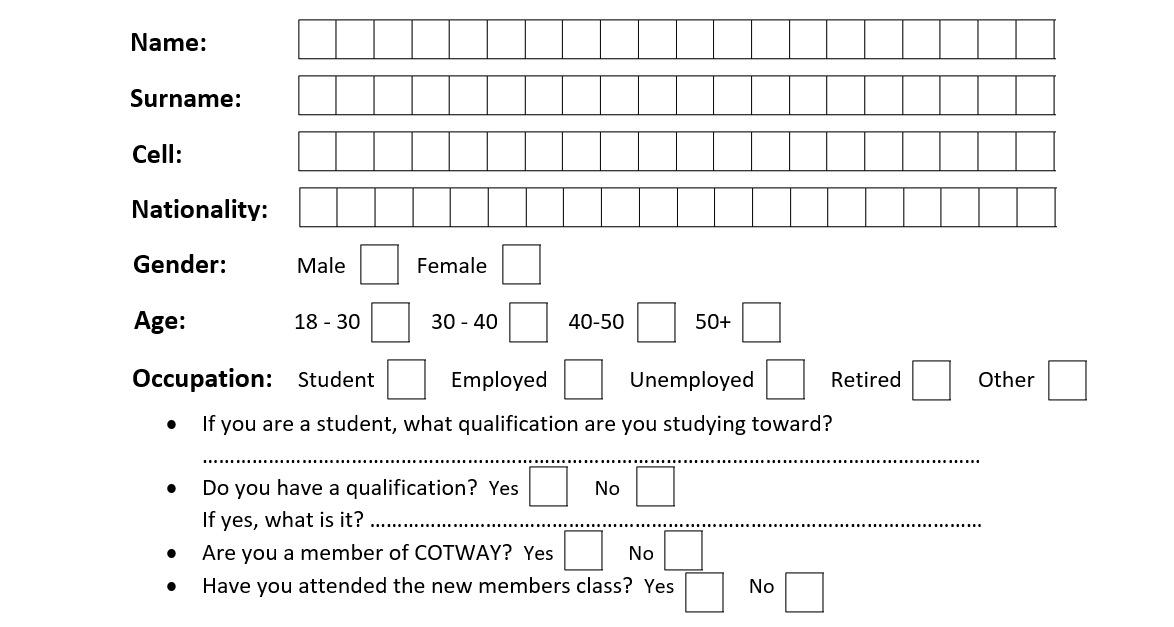 Name:
Surname:
Cell:
Nationality:
Gender: Male Female
Age: 18 - 30 30 - 40 40-50 50+
Occupation: Student Employed Unemployed Retired Other
• If you are a student, what qualification are you studying toward?
………………………………………………………………………………………………………………………
• Do you have a qualification? Yes No
If yes, what is it? ……………………………………………………………………………………………
• Are you a member of COTWAY? Yes No
• Have you attended the new members class? Yes No